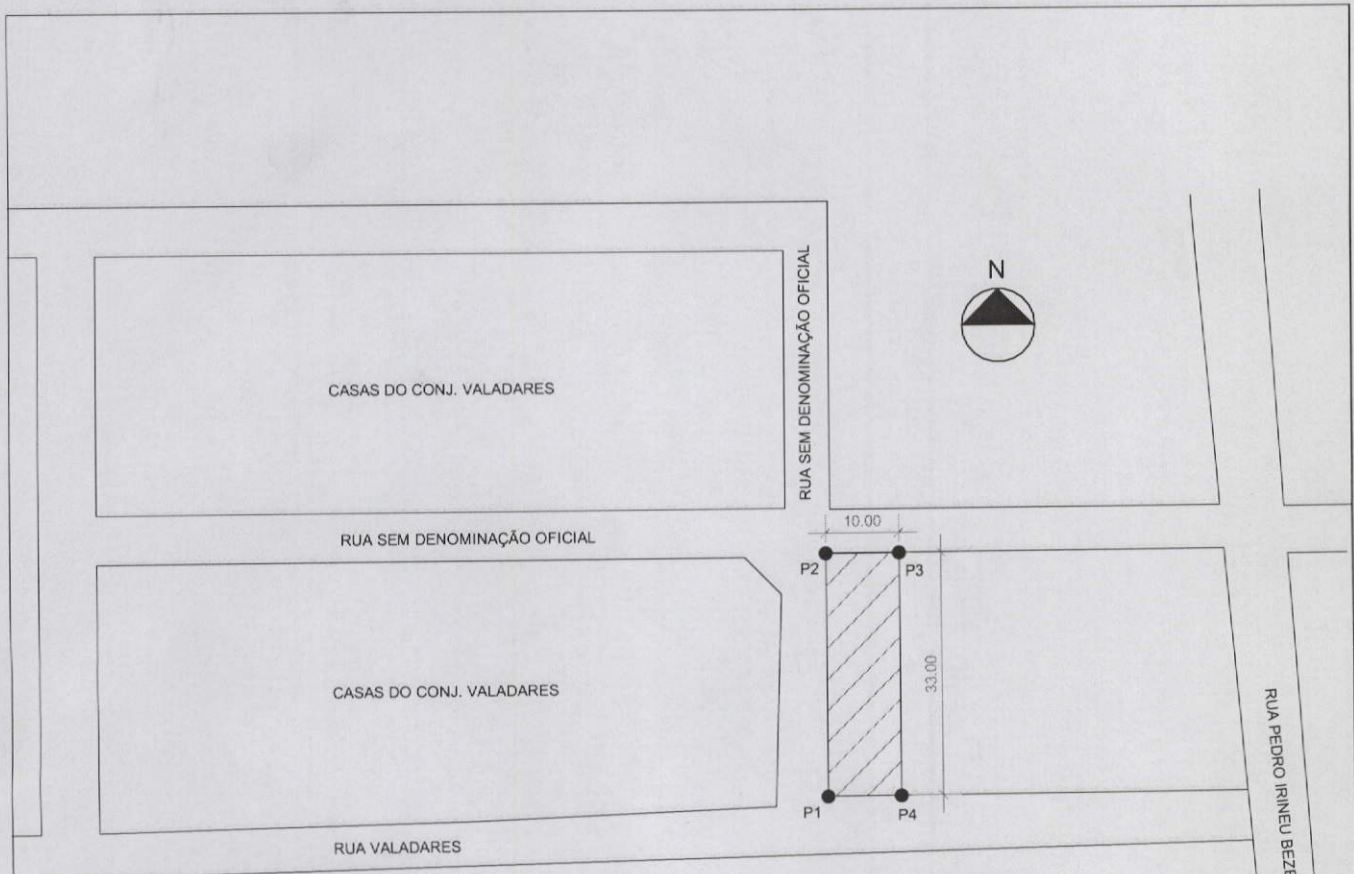 N
CASAS DO CONJ. VALADARES
RUA SEM DENOMINAÇÃO OFICIAL
10.00
RUA SEM DENOMINAÇÃO OFICIAL
P2
P3
33.00
CASAS DO CONJ. VALADARES
RUA PEDRO IRINEU
P1
P4
RUA VALADARES